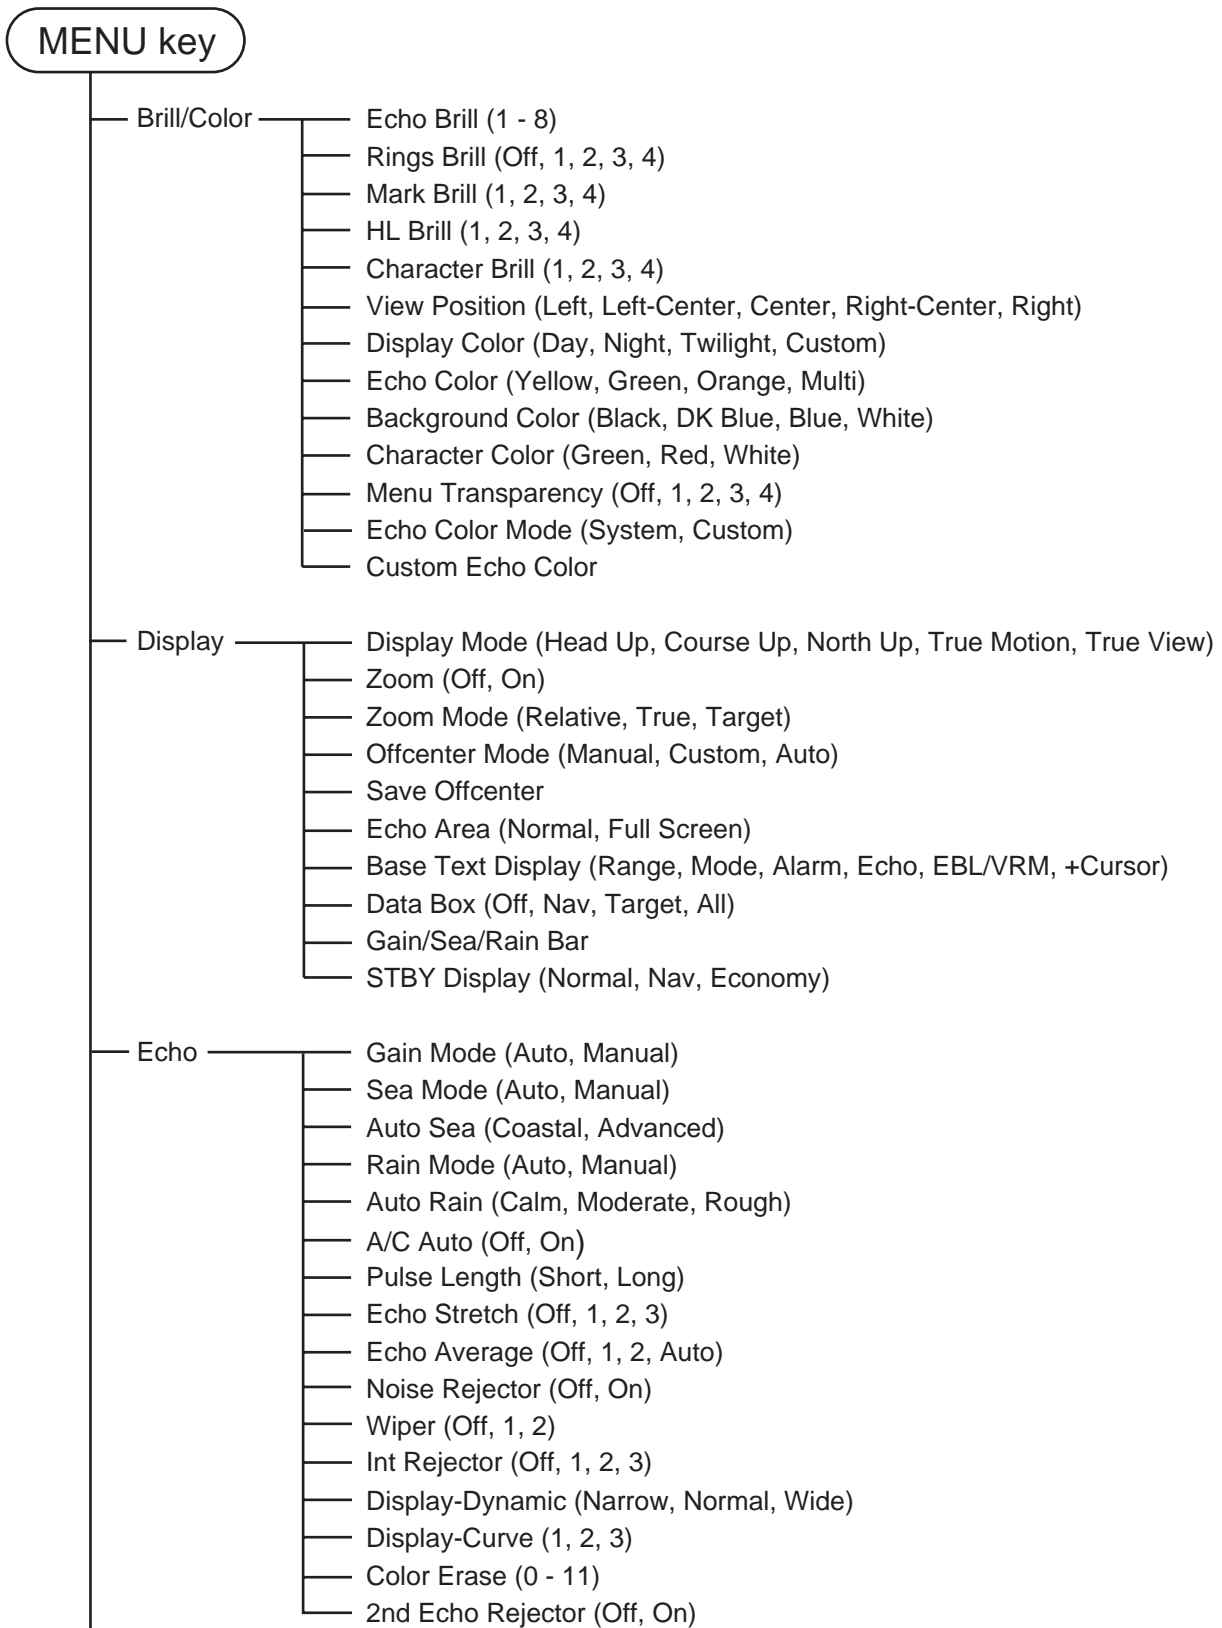 MENU key
Brill/Color
Echo Brill (1 - 8)
Rings Brill (Off, 1, 2, 3, 4)
Mark Brill (1, 2, 3, 4)
HL Brill (1, 2, 3, 4)
Character Brill (1, 2, 3, 4)
View Position (Left, Left-Center, Center, Right-Center, Right)
Display Color (Day, Night, Twilight, Custom)
Echo Color (Yellow, Green, Orange, Multi)
Background Color (Black, DK Blue, Blue, White)
Character Color (Green, Red, White)
Menu Transparency (Off, 1, 2, 3, 4)
Echo Color Mode (System, Custom)
Custom Echo Color
Display
Display Mode (Head Up, Course Up, North Up, True Motion, True View)
Zoom (Off, On)
Zoom Mode (Relative, True, Target)
Offcenter Mode (Manual, Custom, Auto)
Save Offcenter
Echo Area (Normal, Full Screen)
Base Text Display (Range, Mode, Alarm, Echo, EBL/VRM, +Cursor)
Data Box (Off, Nav, Target, All)
Gain/Sea/Rain Bar
STBY Display (Normal, Nav, Economy)
Echo
Gain Mode (Auto, Manual)
Sea Mode (Auto, Manual)
Auto Sea (Coastal, Advanced)
Rain Mode (Auto, Manual)
Auto Rain (Calm, Moderate, Rough)
A/C Auto (Off, On)
Pulse Length (Short, Long)
Echo Stretch (Off, 1, 2, 3)
Echo Average (Off, 1, 2, Auto)
Noise Rejector (Off, On)
Wiper (Off, 1, 2)
Int Rejector (Off, 1, 2, 3)
Display-Dynamic (Narrow, Normal, Wide)
Display-Curve (1, 2, 3)
Color Erase (0 - 11)
2nd Echo Rejector (Off, On)